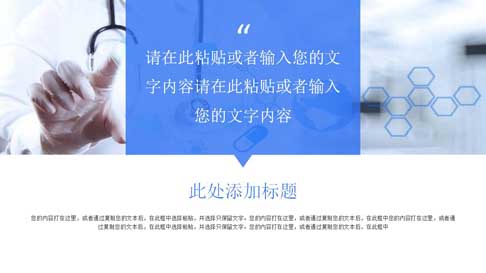 “
请在此粘贴或者输入您的文
字内容请在此粘贴或者输入
您的文字内容
此处添加标题
您的内容打在这里，或者通过复制您的文本后，在此框中选择粘贴，并选择只保留文字。您的内容打在这里，或者通过复制您的文本后，在此框中您的内容打在这里，或者通
过复制您的文本后，在此框中选择粘贴，并选择只保留文字。您的内容打在这里，或者通过复制您的文本后，在此框中